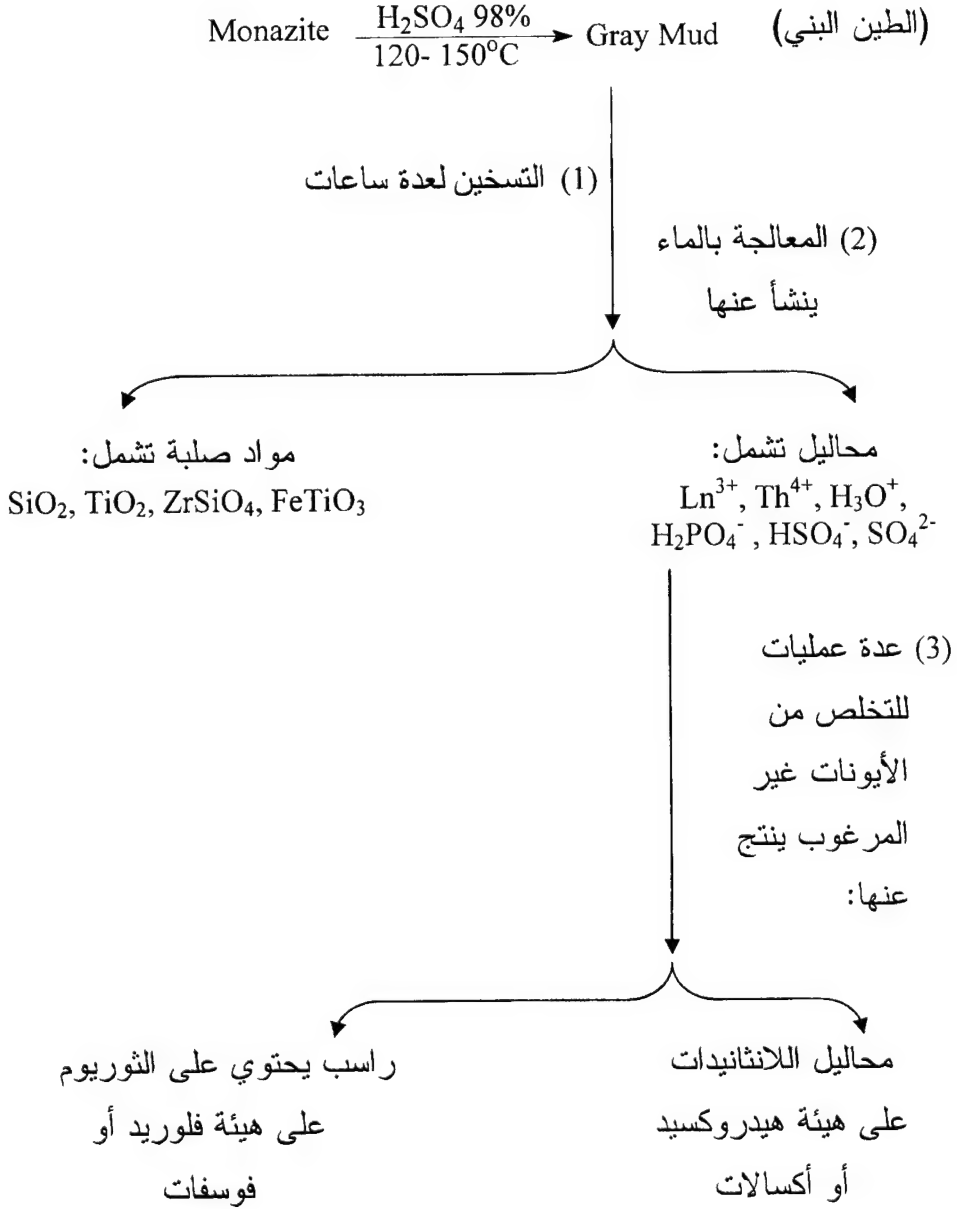 Monazite H₂SO₄ 98% 120- 150°C Gray Mud (الطين البني)
(1) التسخين لعدة ساعات
(2) المعالجة بالماء
ينشأ عنها
مواد صلبة تشمل:
SiO₂, TiO₂, ZrSiO₄, FeTiO₃
محاليل تشمل:
Ln³⁺, Th⁴⁺, H₃O⁺,
H₂PO₄⁻ , HSO₄⁻, SO₄²⁻
(3) عدة عمليات
للتخلص من
الأيونات غير
المرغوب ينتج
عنها:
محاليل اللانثانيدات
على هيئة هيدروكسيد
أو أكسالات
راسب يحتوي على الثوريوم
على هيئة فلوريد أو
فوسفات